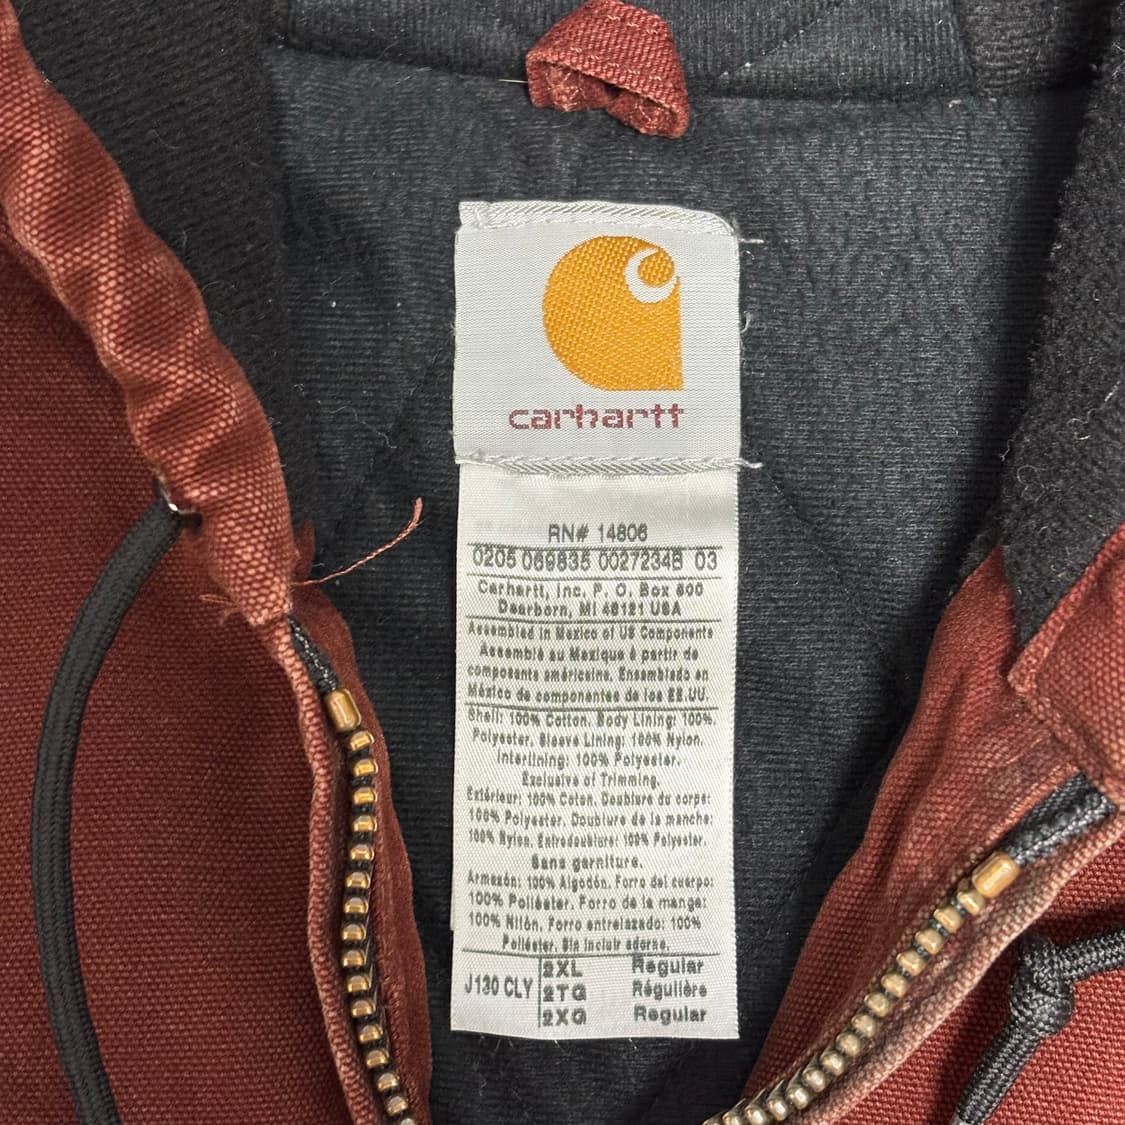 carhartt
RN# 14806
0205 069835 00272348 03
Carhartt, Inc. P. O. Box 600
Dearborn, MI 48121 USA
Assembled in Mexico of US Components
Assemblé au Mexique à partir de
composants américains. Ensamblado en
México de componentes de los EE.UU.
Shell: 100% Cotton. Body Lining: 100%.
Polyester. Sleeve Lining: 100% Nylon.
Interlining: 100% Polyester.
Exclusive of Trimming.
Extérieur: 100% Coton. Doublure du corps:
100% Polyester. Doublure de la manche:
100% Nylon. Entredoublure: 100% Polyester.
Sans garniture.
Armazón: 100% Algodón. Forro del cuerpo:
100% Poliéster. Forro de la manga:
100% Nilón. Forro entrelazado: 100%
Poliéster. Sin incluir adorno.
J130 CLY
2XL Regular
2TG Régulière
2XG Regular